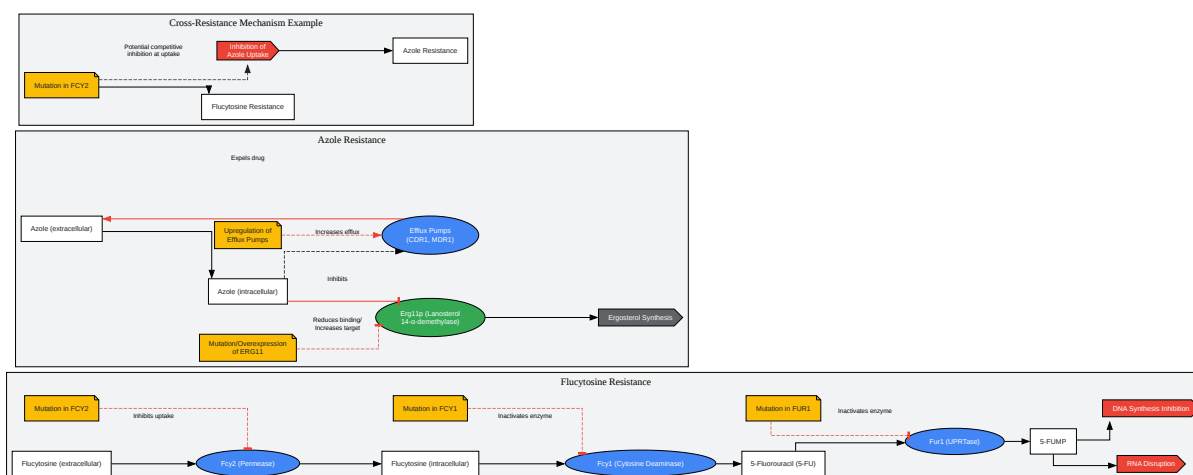 Cross-Resistance Mechanism Example
Potential competitive
inhibition at uptake
Inhibition of
Azole Uptake
Azole Resistance
Mutation in FCY2
Flucytosine Resistance
Azole Resistance
Expels drug
Azole (extracellular)
Upregulation of
Efflux Pumps
Increases efflux
Efflux Pumps
(CDR1, MDR1)
Inhibits
Azole (intracellular)
Reduces binding/
Increases target
Erg11p (Lanosterol
14-α-demethylase)
Ergosterol Synthesis
Mutation/Overexpression
of ERG11
Flucytosine Resistance
Mutation in FCY2
Inhibits uptake
Mutation in FCY1
Inactivates enzyme
Mutation in FUR1
Inactivates enzyme
DNA Synthesis Inhibition
Flucytosine (extracellular)
Fcy2 (Permease)
Flucytosine (intracellular)
Fcy1 (Cytosine Deaminase)
5-Fluorouracil (5-FU)
Fur1 (UPRTase)
5-FUMP
RNA Disruption